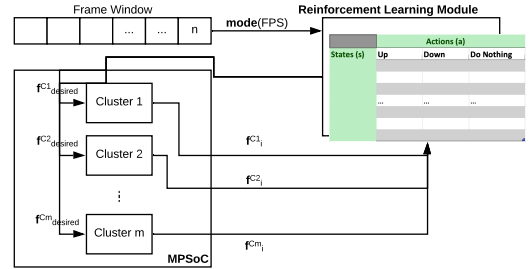 Frame Window
Reinforcement Learning Module
... ... n
mode(FPS)
Actions (a)
States (s) Up Down Do Nothing
... ... ...
f^C1_desired
Cluster 1
f^C1_i
f^C2_desired
Cluster 2
f^C2_i
⋮
f^Cm_desired
Cluster m
f^Cm_i
MPSoC